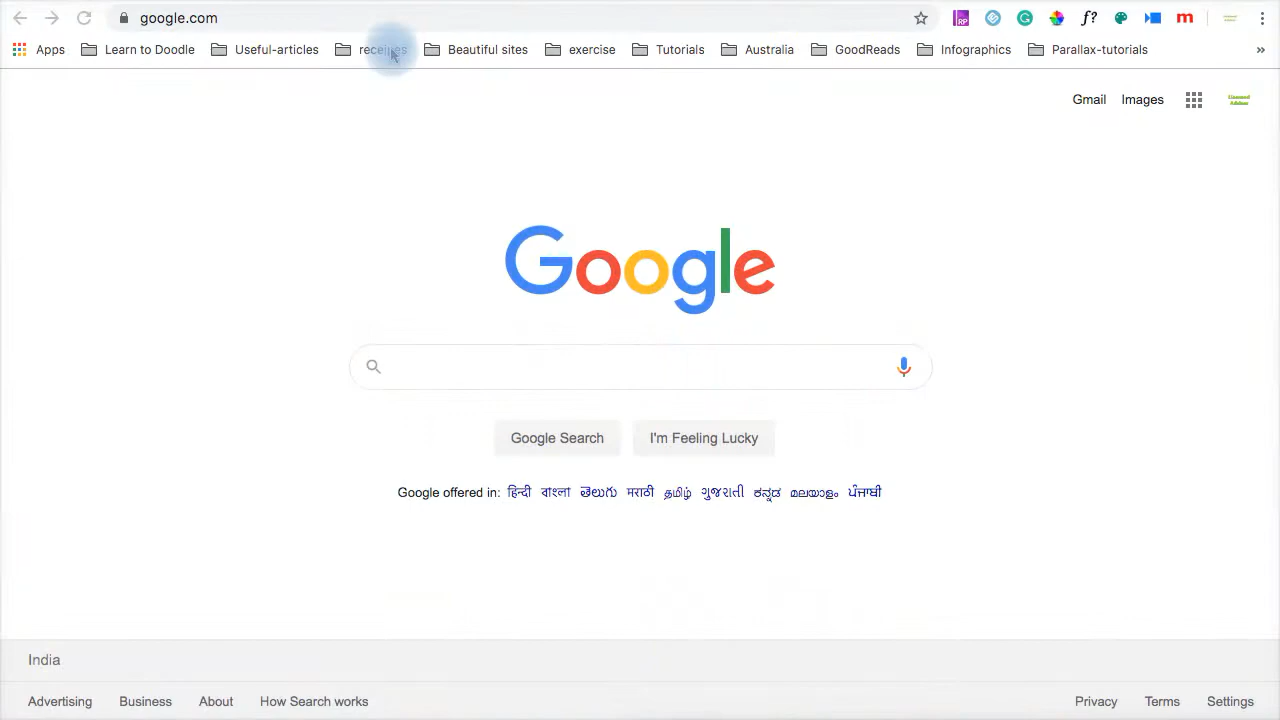 google.com
f?
m
Apps Learn to Doodle Useful-articles receipes Beautiful sites exercise Tutorials Australia GoodReads Infographics Parallax-tutorials »
Gmail Images
Google
Google Search I'm Feeling Lucky
Google offered in: हिन्दी বাংলা తెలుగు मराठी தமிழ் ગુજરાતી ಕನ್ನಡ മലയാളം ਪੰਜਾਬੀ
India
Advertising Business About How Search works Privacy Terms Settings